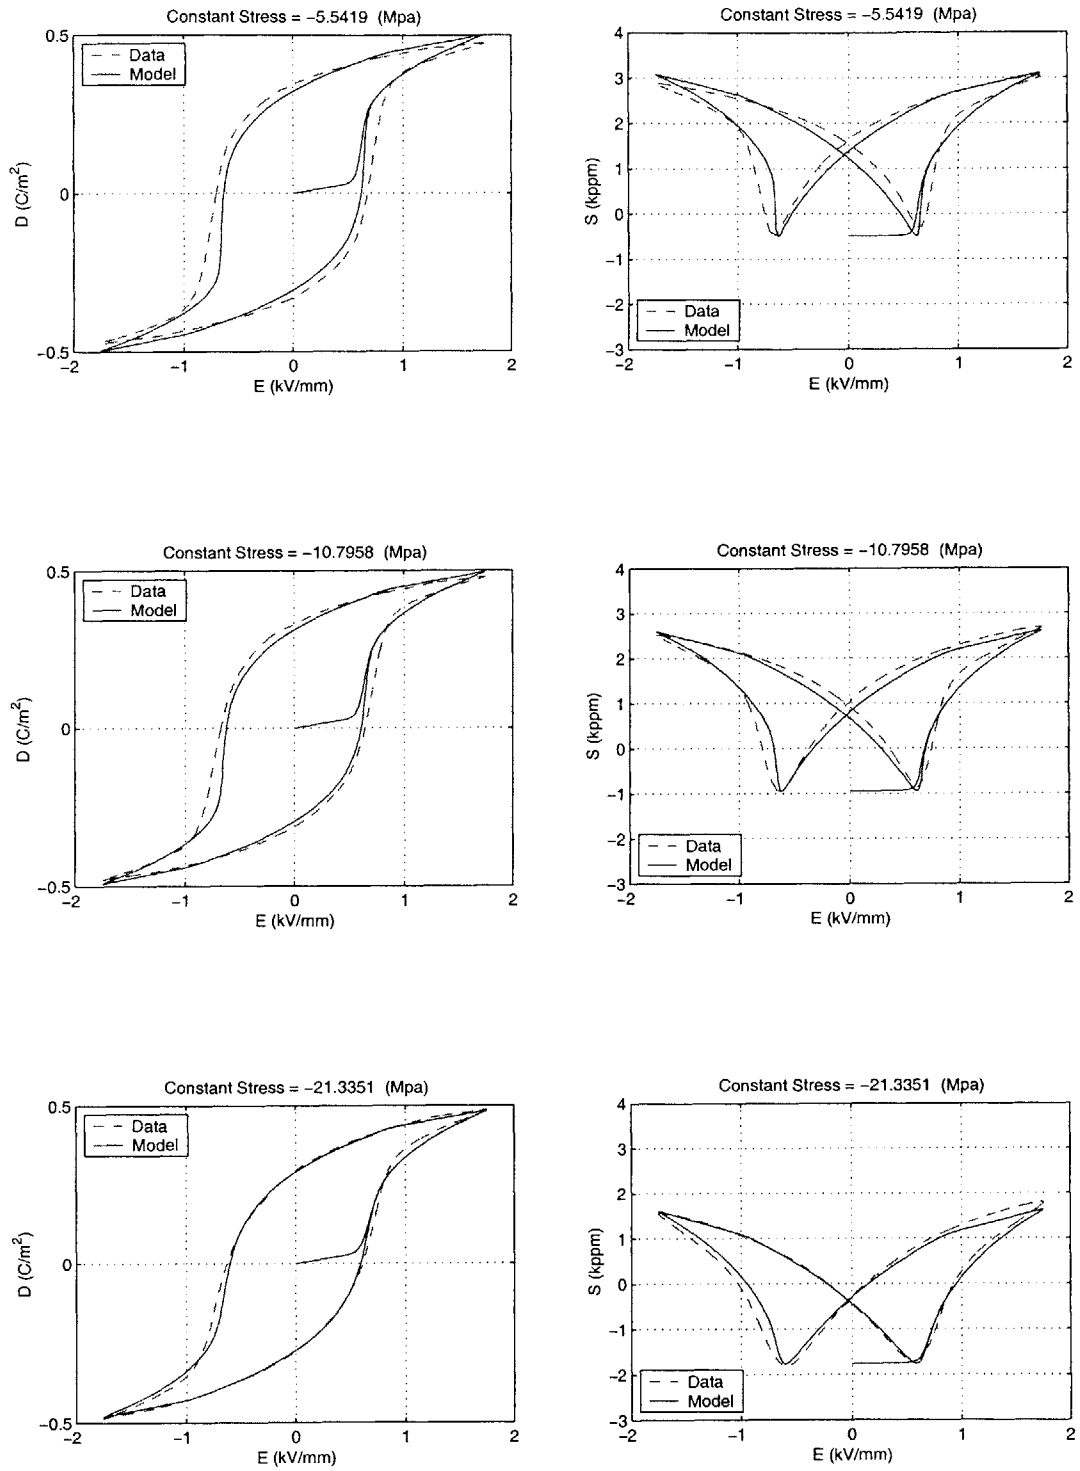 Constant Stress = −5.5419 (Mpa)
0.5
Data
Model
D (C/m²)
0
−0.5
−2
−1
0
1
2
E (kV/mm)
Constant Stress = −5.5419 (Mpa)
4
3
2
1
S (kppm)
0
−1
−2
Data
Model
−3
−2
−1
0
1
2
E (kV/mm)
Constant Stress = −10.7958 (Mpa)
0.5
Data
Model
D (C/m²)
0
−0.5
−2
−1
0
1
2
E (kV/mm)
Constant Stress = −10.7958 (Mpa)
4
3
2
1
S (kppm)
0
−1
−2
Data
Model
−3
−2
−1
0
1
2
E (kV/mm)
Constant Stress = −21.3351 (Mpa)
0.5
Data
Model
D (C/m²)
0
−0.5
−2
−1
0
1
2
E (kV/mm)
Constant Stress = −21.3351 (Mpa)
4
3
2
1
S (kppm)
0
−1
−2
Data
Model
−3
−2
−1
0
1
2
E (kV/mm)